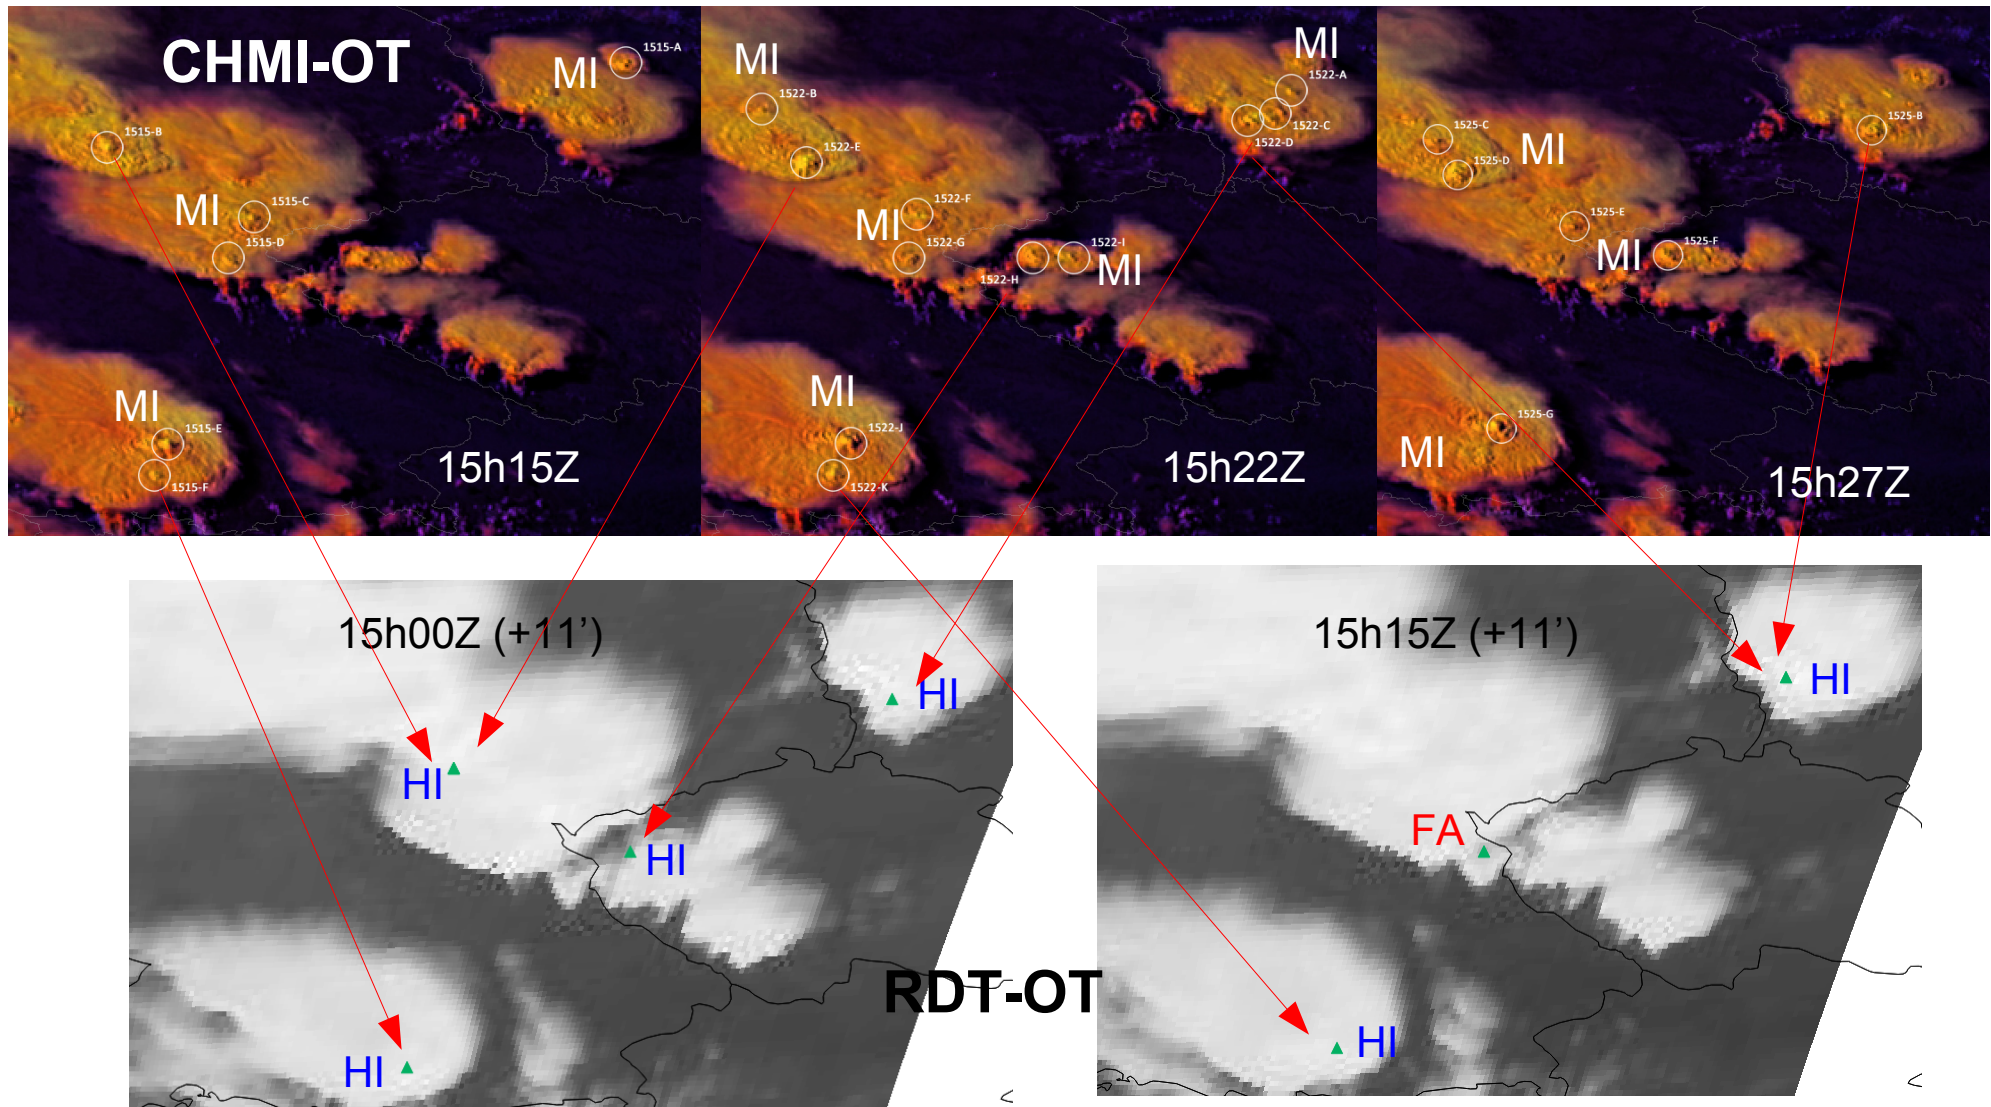 CHMI-OT
MI
1515-A
1515-B
MI
1515-C
1515-D
MI
1515-E
1515-F
15h15Z
MI
1522-B
MI
1522-A
1522-C
1522-D
1522-E
1522-F
MI
1522-G
1522-I
MI
1522-H
MI
1522-J
1522-K
15h22Z
1525-C
1525-D
MI
1525-B
1525-E
MI
1525-F
1525-G
MI
15h27Z
15h00Z (+11’)
HI
HI
HI
HI
RDT-OT
15h15Z (+11’)
HI
FA
HI